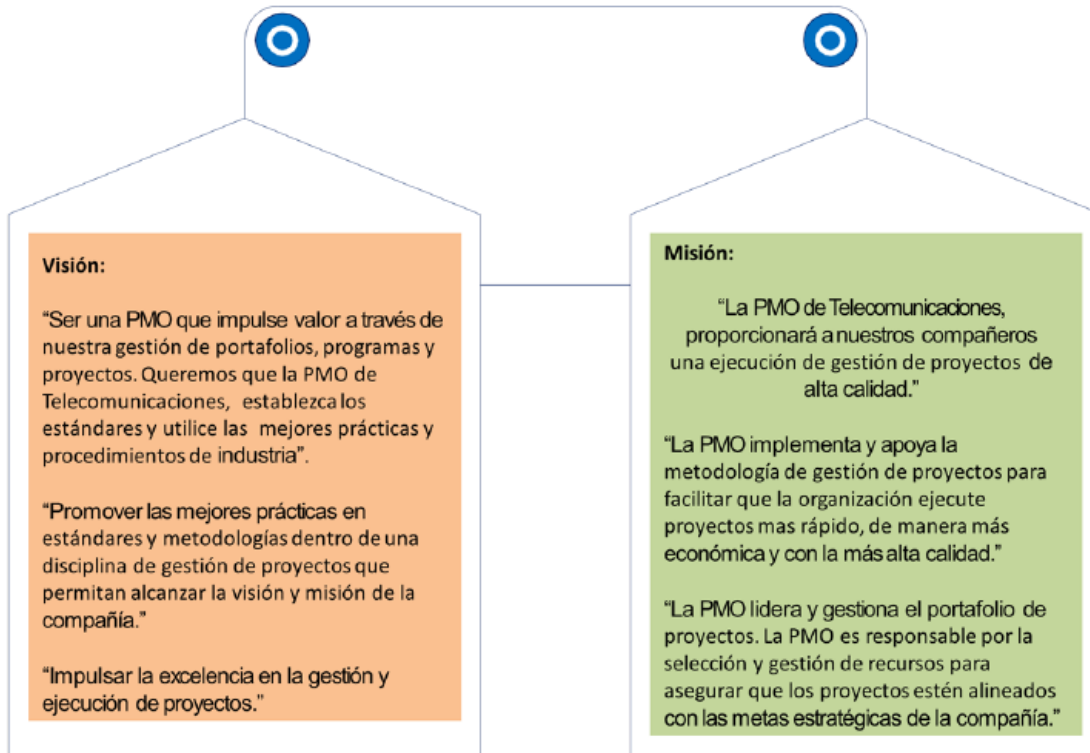 Visión:
“Ser una PMO que impulse valor a través de
nuestra gestión de portafolios, programas y
proyectos. Queremos que la PMO de
Telecomunicaciones, establezca los
estándares y utilice las mejores prácticas y
procedimientos de industria”.
“Promover las mejores prácticas en
estándares y metodologías dentro de una
disciplina de gestión de proyectos que
permitan alcanzar la visión y misión de la
compañía.”
“Impulsar la excelencia en la gestión y
ejecución de proyectos.”
Misión:
“La PMO de Telecomunicaciones,
proporcionará a nuestros compañeros
una ejecución de gestión de proyectos de
alta calidad.”
“La PMO implementa y apoya la
metodología de gestión de proyectos para
facilitar que la organización ejecute
proyectos mas rápido, de manera más
económica y con la más alta calidad.”
“La PMO lidera y gestiona el portafolio de
proyectos. La PMO es responsable por la
selección y gestión de recursos para
asegurar que los proyectos estén alineados
con las metas estratégicas de la compañía.”